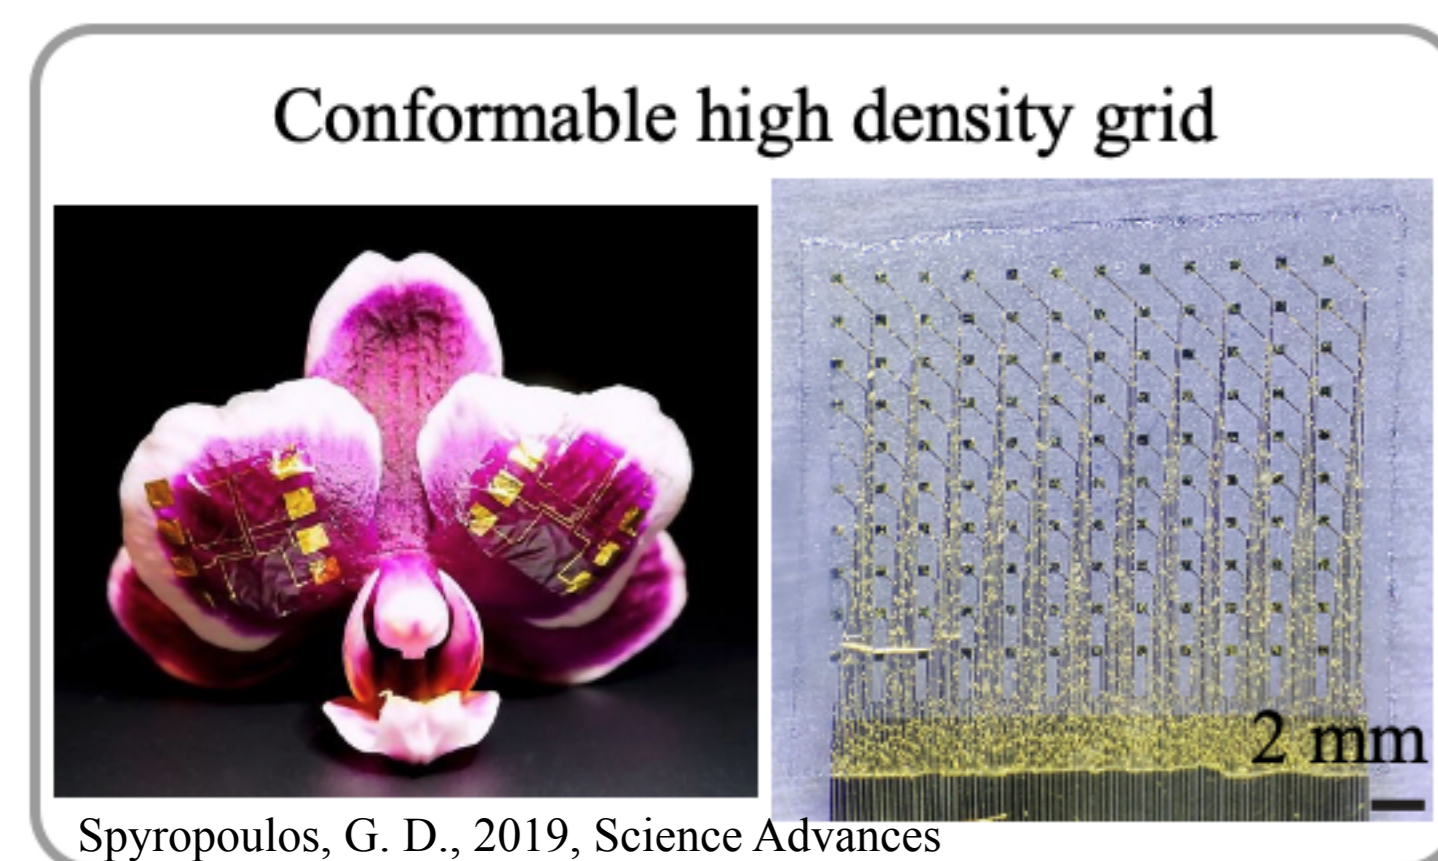 Conformable high density grid
2 mm
Spyropoulos, G. D., 2019, Science Advances